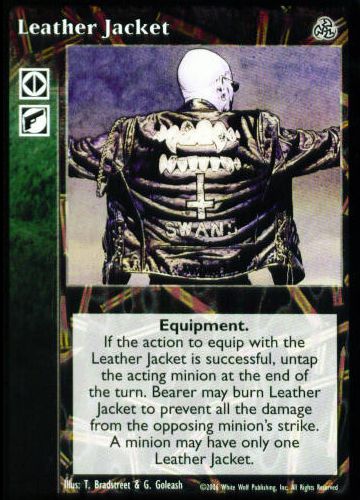 Leather Jacket
SWANS
Equipment.
If the action to equip with the
Leather Jacket is successful, untap
the acting minion at the end of
the turn. Bearer may burn Leather
Jacket to prevent all the damage
from the opposing minion's strike.
A minion may have only one
Leather Jacket.
Illus: T. Bradstreet & G. Goleash
©2006 White Wolf Publishing, Inc. All Rights Reserved